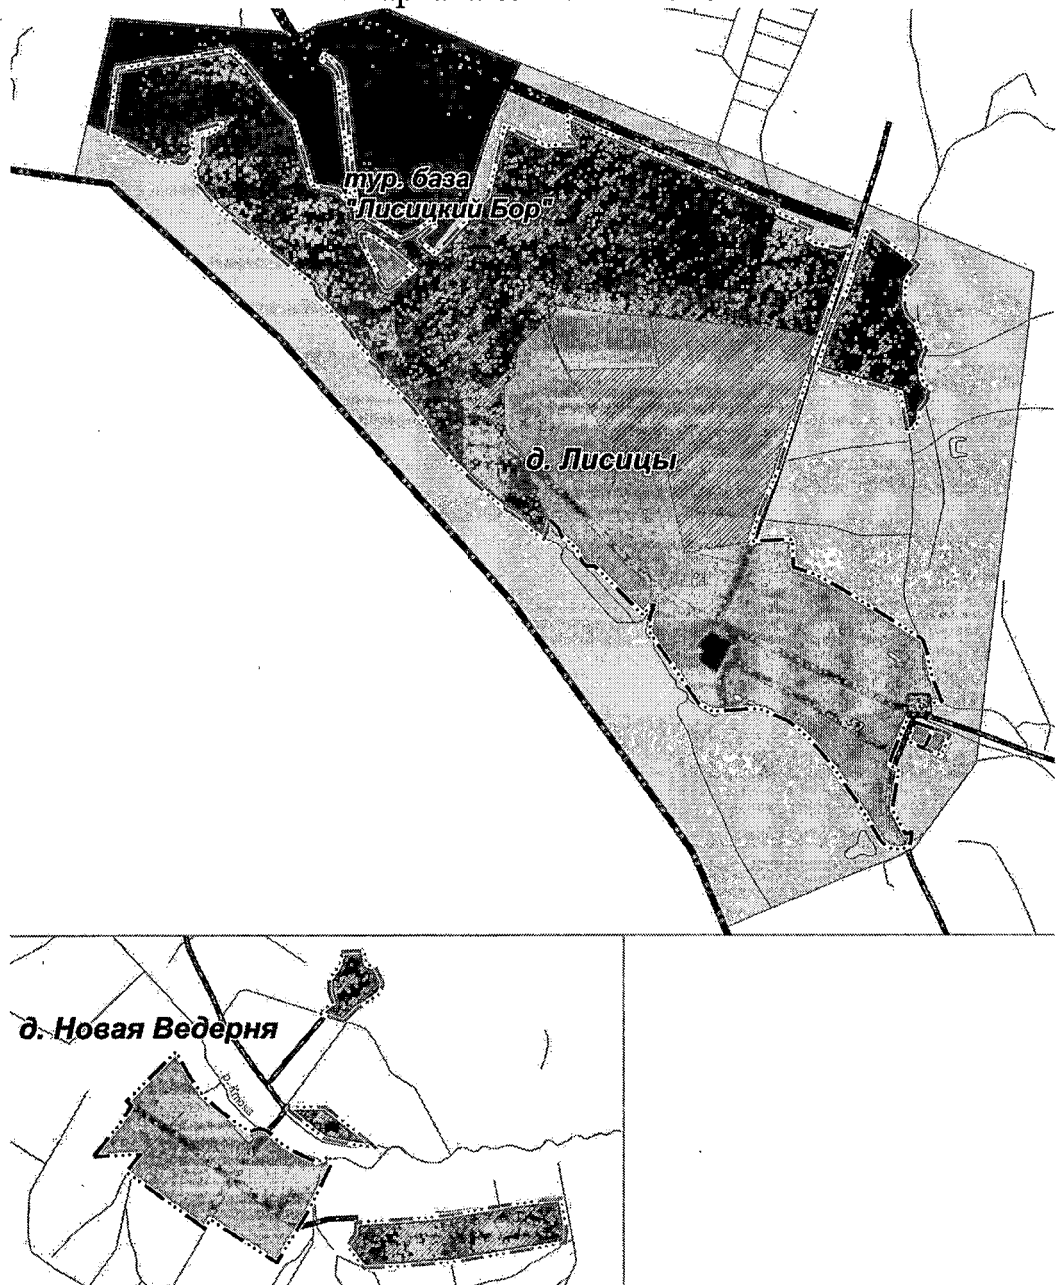 тур. база
"Лисицкий Бор"
д. Лисицы
д. Новая Ведерня